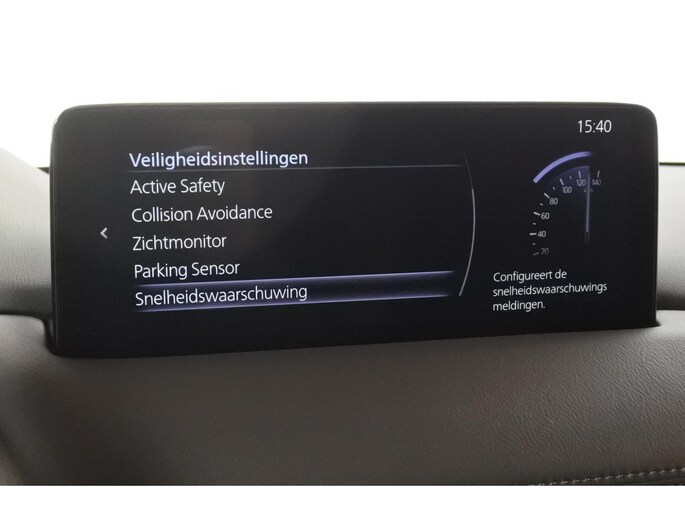 15:40
Veiligheidsinstellingen
Active Safety
Collision Avoidance
Zichtmonitor
Parking Sensor
Snelheidswaarschuwing
20
40
60
80
100
120
140
Configureert de
snelheidswaarschuwings
meldingen.